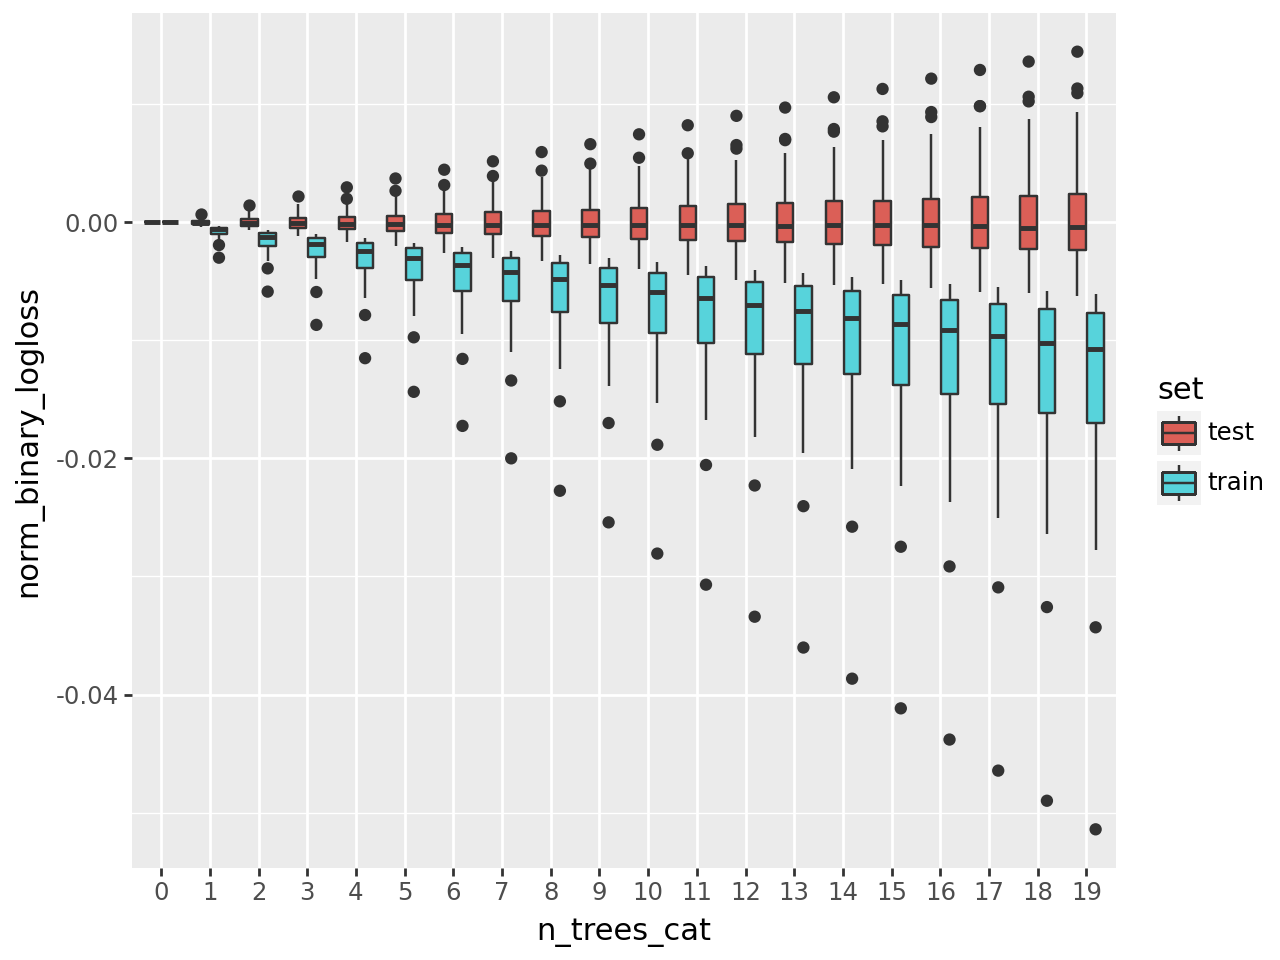 norm_binary_logloss
0.00
-0.02
-0.04
0 1 2 3 4 5 6 7 8 9 10 11 12 13 14 15 16 17 18 19
n_trees_cat
set
test
train